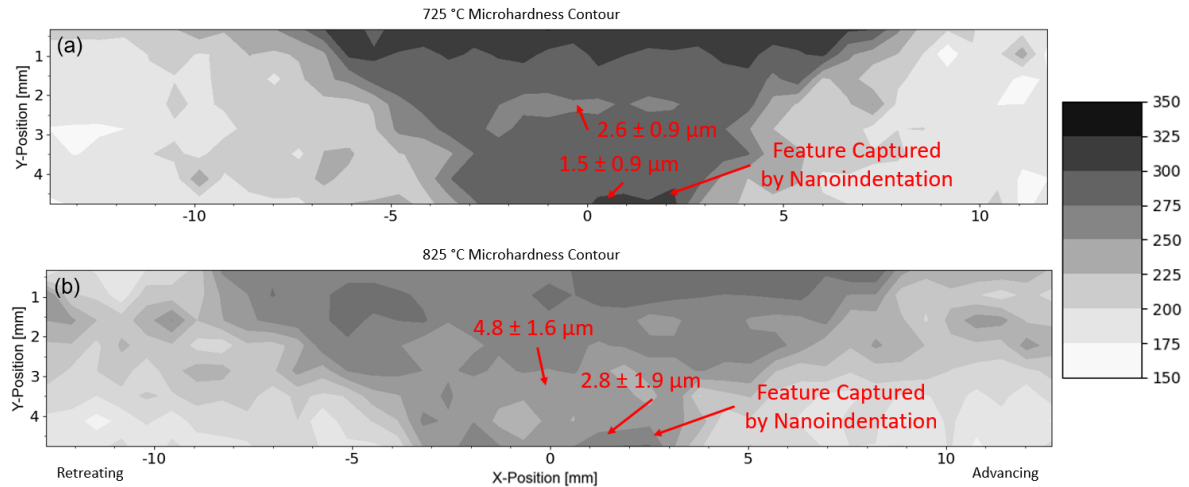 725 °C Microhardness Contour
(a)
Y-Position [mm]
1
2
3
4
2.6 ± 0.9 µm
1.5 ± 0.9 µm
Feature Captured
by Nanoindentation
-10
-5
0
5
10
825 °C Microhardness Contour
(b)
Y-Position [mm]
1
2
3
4
4.8 ± 1.6 µm
2.8 ± 1.9 µm
Feature Captured
by Nanoindentation
-10
-5
0
5
10
Retreating
X-Position [mm]
Advancing
350
325
300
275
250
225
200
175
150